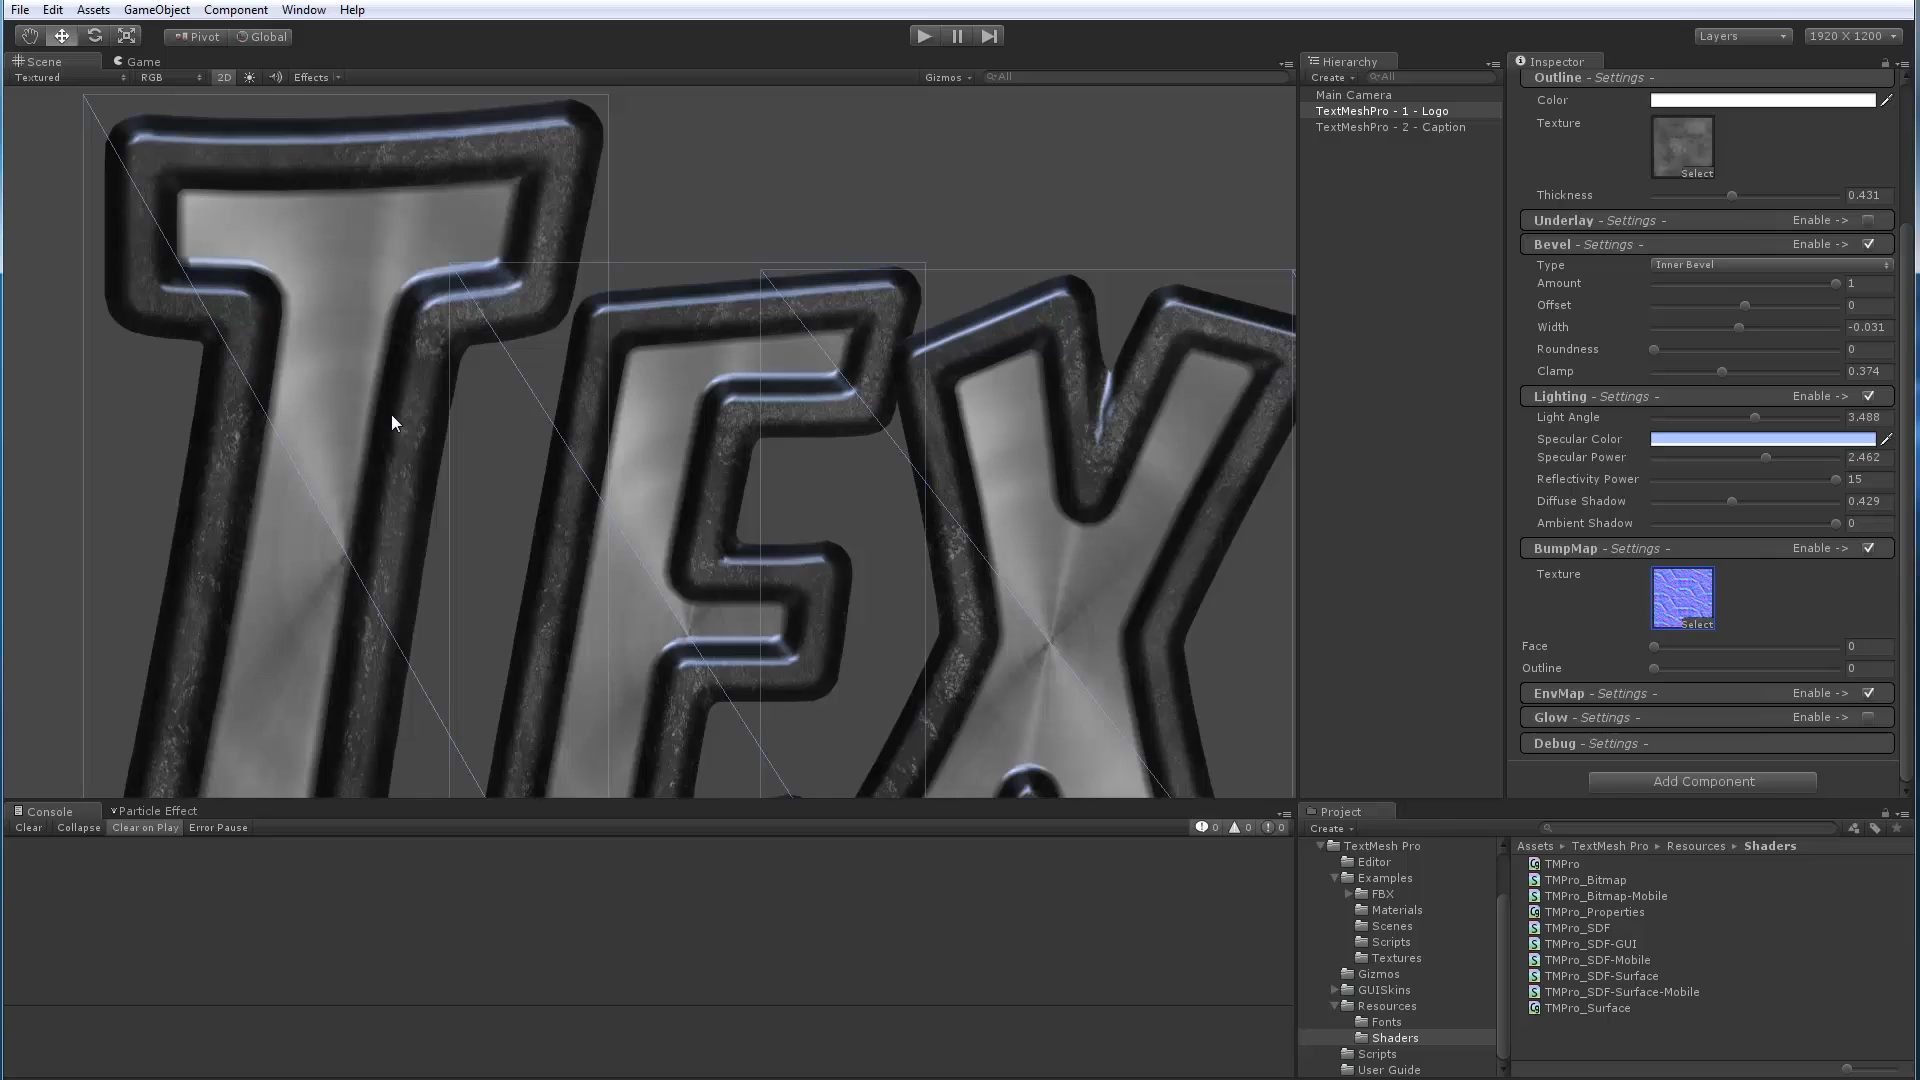 File Edit Assets GameObject Component Window Help
Pivot Global Layers 1920 X 1200
Scene Game
Textured RGB 2D Effects Gizmos All
TEX
Hierarchy
Create All
Main Camera
TextMeshPro - 1 - Logo
TextMeshPro - 2 - Caption
Inspector
Outline - Settings -
Color
Texture
Select
Thickness 0.431
Underlay - Settings - Enable ->
Bevel - Settings - Enable ->
Type Inner Bevel
Amount 1
Offset 0
Width -0.031
Roundness 0
Clamp 0.374
Lighting - Settings - Enable ->
Light Angle 3.488
Specular Color
Specular Power 2.462
Reflectivity Power 15
Diffuse Shadow 0.429
Ambient Shadow 0
BumpMap - Settings - Enable ->
Texture
Select
Face 0
Outline 0
EnvMap - Settings - Enable ->
Glow - Settings - Enable ->
Debug - Settings -
Add Component
Console Particle Effect
Clear Collapse Clear on Play Error Pause 0 0 0
Project
Create
TextMesh Pro
Editor
Examples
FBX
Materials
Scenes
Scripts
Textures
Gizmos
GUISkins
Resources
Fonts
Shaders
Scripts
User Guide
Assets TextMesh Pro Resources Shaders
TMPro
TMPro_Bitmap
TMPro_Bitmap-Mobile
TMPro_Properties
TMPro_SDF
TMPro_SDF-GUI
TMPro_SDF-Mobile
TMPro_SDF-Surface
TMPro_SDF-Surface-Mobile
TMPro_Surface